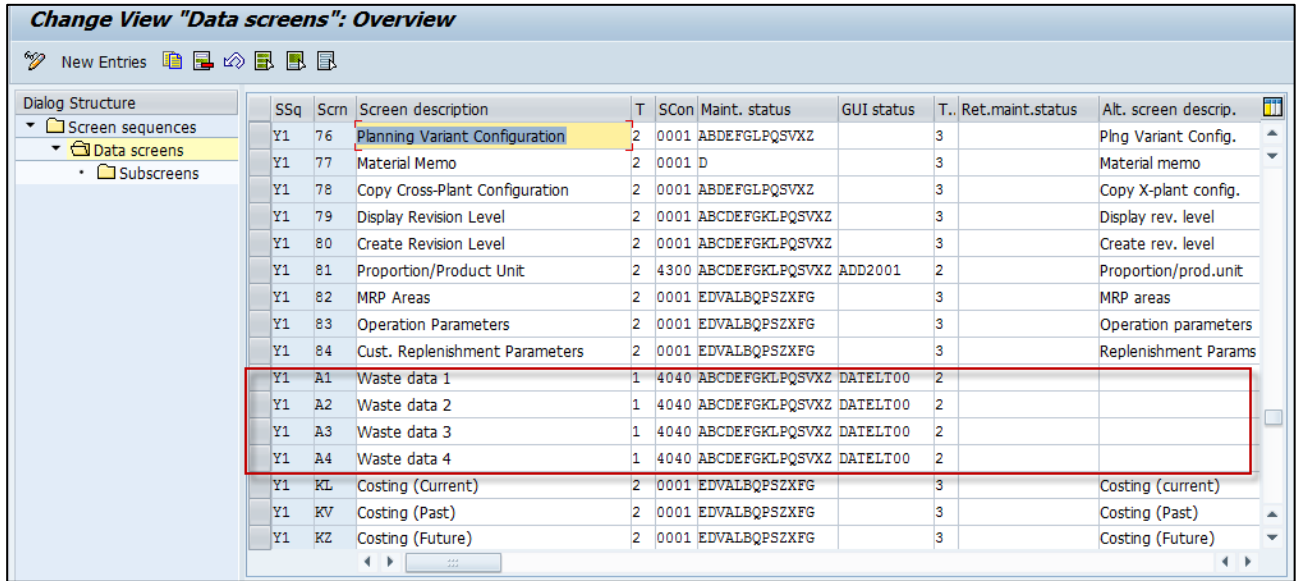 Change View "Data screens": Overview
New Entries
Dialog Structure
Screen sequences
Data screens
Subscreens
SSq Scrn Screen description T SCon Maint. status GUI status T.. Ret.maint.status Alt. screen descrip.
Y1 76 Planning Variant Configuration 2 0001 ABDEFGLPQSVXZ 3 Plng Variant Config.
Y1 77 Material Memo 2 0001 D 3 Material memo
Y1 78 Copy Cross-Plant Configuration 2 0001 ABDEFGLPQSVXZ 3 Copy X-plant config.
Y1 79 Display Revision Level 2 0001 ABCDEFGKLPQSVXZ 3 Display rev. level
Y1 80 Create Revision Level 2 0001 ABCDEFGKLPQSVXZ 3 Create rev. level
Y1 81 Proportion/Product Unit 2 4300 ABCDEFGKLPQSVXZ ADD2001 2 Proportion/prod.unit
Y1 82 MRP Areas 2 0001 EDVALBQPSZXFG 3 MRP areas
Y1 83 Operation Parameters 2 0001 EDVALBQPSZXFG 3 Operation parameters
Y1 84 Cust. Replenishment Parameters 2 0001 EDVALBQPSZXFG 3 Replenishment Params
Y1 A1 Waste data 1 1 4040 ABCDEFGKLPQSVXZ DATELT00 2
Y1 A2 Waste data 2 1 4040 ABCDEFGKLPQSVXZ DATELT00 2
Y1 A3 Waste data 3 1 4040 ABCDEFGKLPQSVXZ DATELT00 2
Y1 A4 Waste data 4 1 4040 ABCDEFGKLPQSVXZ DATELT00 2
Y1 KL Costing (Current) 2 0001 EDVALBQPSZXFG 3 Costing (current)
Y1 KV Costing (Past) 2 0001 EDVALBQPSZXFG 3 Costing (Past)
Y1 KZ Costing (Future) 2 0001 EDVALBQPSZXFG 3 Costing (Future)